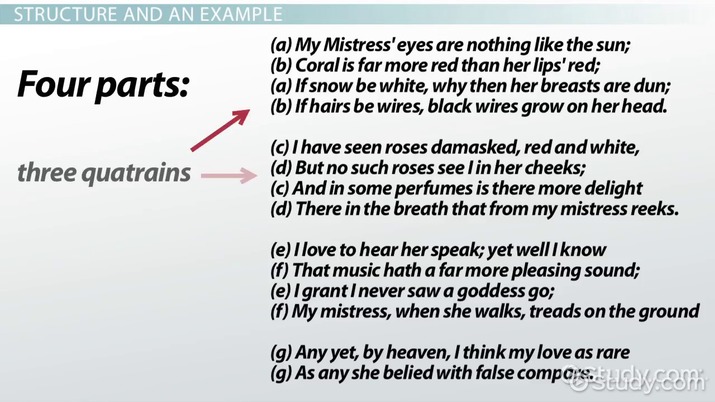 STRUCTURE AND AN EXAMPLE
Four parts:
three quatrains
(a) My Mistress' eyes are nothing like the sun;
(b) Coral is far more red than her lips' red;
(a) If snow be white, why then her breasts are dun;
(b) If hairs be wires, black wires grow on her head.
(c) I have seen roses damasked, red and white,
(d) But no such roses see I in her cheeks;
(c) And in some perfumes is there more delight
(d) There in the breath that from my mistress reeks.
(e) I love to hear her speak; yet well I know
(f) That music hath a far more pleasing sound;
(e) I grant I never saw a goddess go;
(f) My mistress, when she walks, treads on the ground
(g) Any yet, by heaven, I think my love as rare
(g) As any she belied with false compare.
Study.com